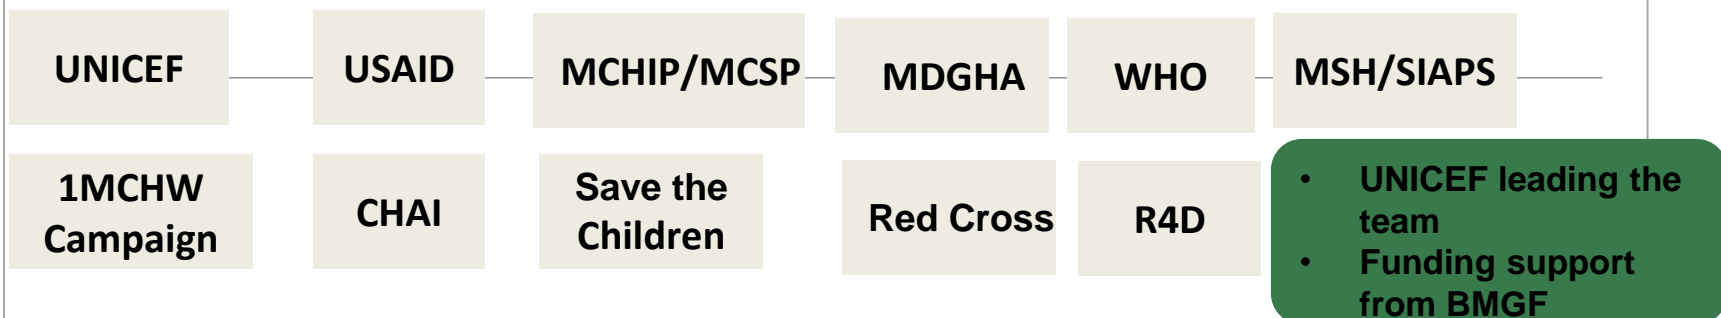 UNICEF
USAID
MCHIP/MCSP
MDGHA
WHO
MSH/SIAPS
1MCHW
Campaign
CHAI
Save the
Children
Red Cross
R4D
• UNICEF leading the
team
• Funding support
from BMGF